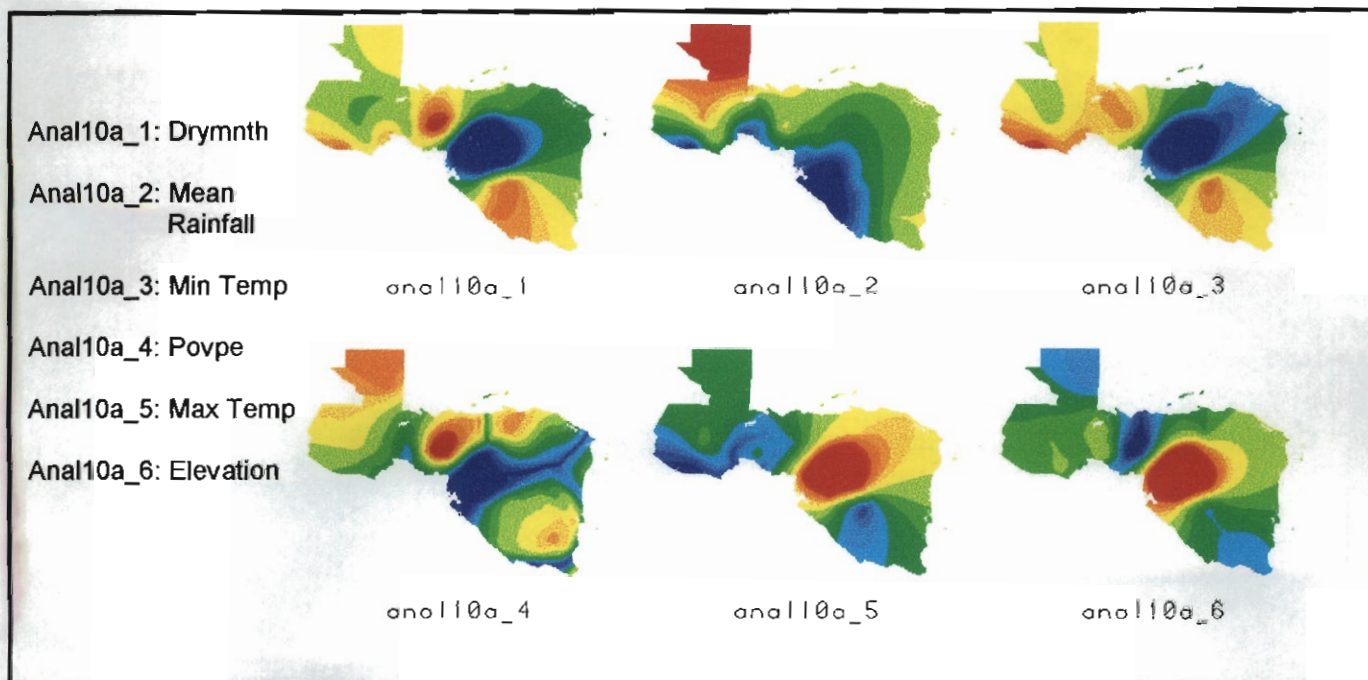 Anal10a_1: Drymnth
Anal10a_2: Mean
Rainfall
Anal10a_3: Min Temp
Anal10a_4: Povpe
Anal10a_5: Max Temp
Anal10a_6: Elevation
anal10a_1
anal10a_2
anal10a_3
anal10a_4
anal10a_5
anal10a_6